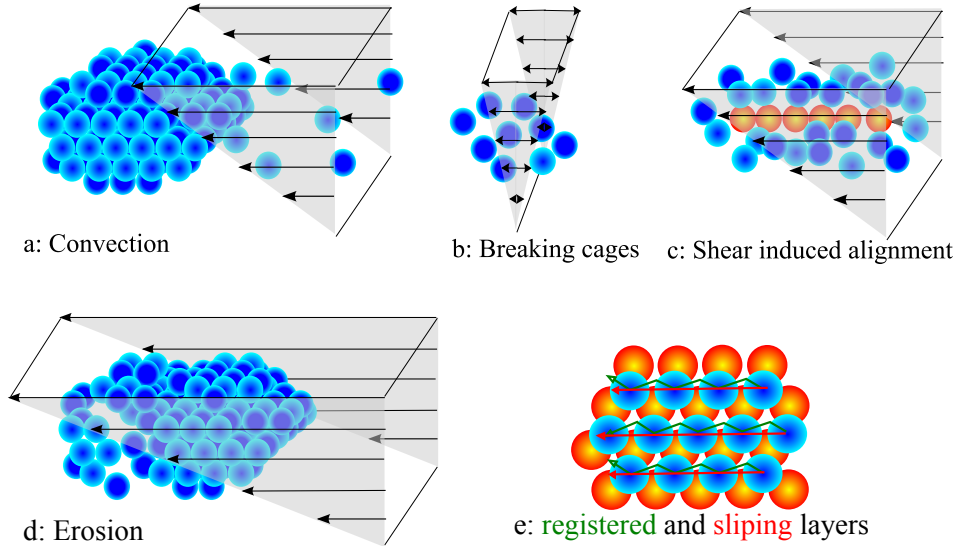 a: Convection
b: Breaking cages
c: Shear induced alignment
d: Erosion
e: registered and sliping layers